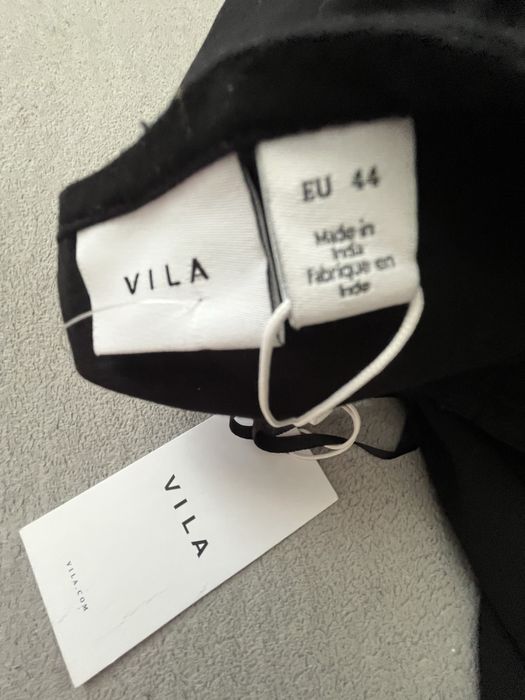 VILA
EU 44
Made in
India
Fabriqué en
Inde
VILA
VILA.COM